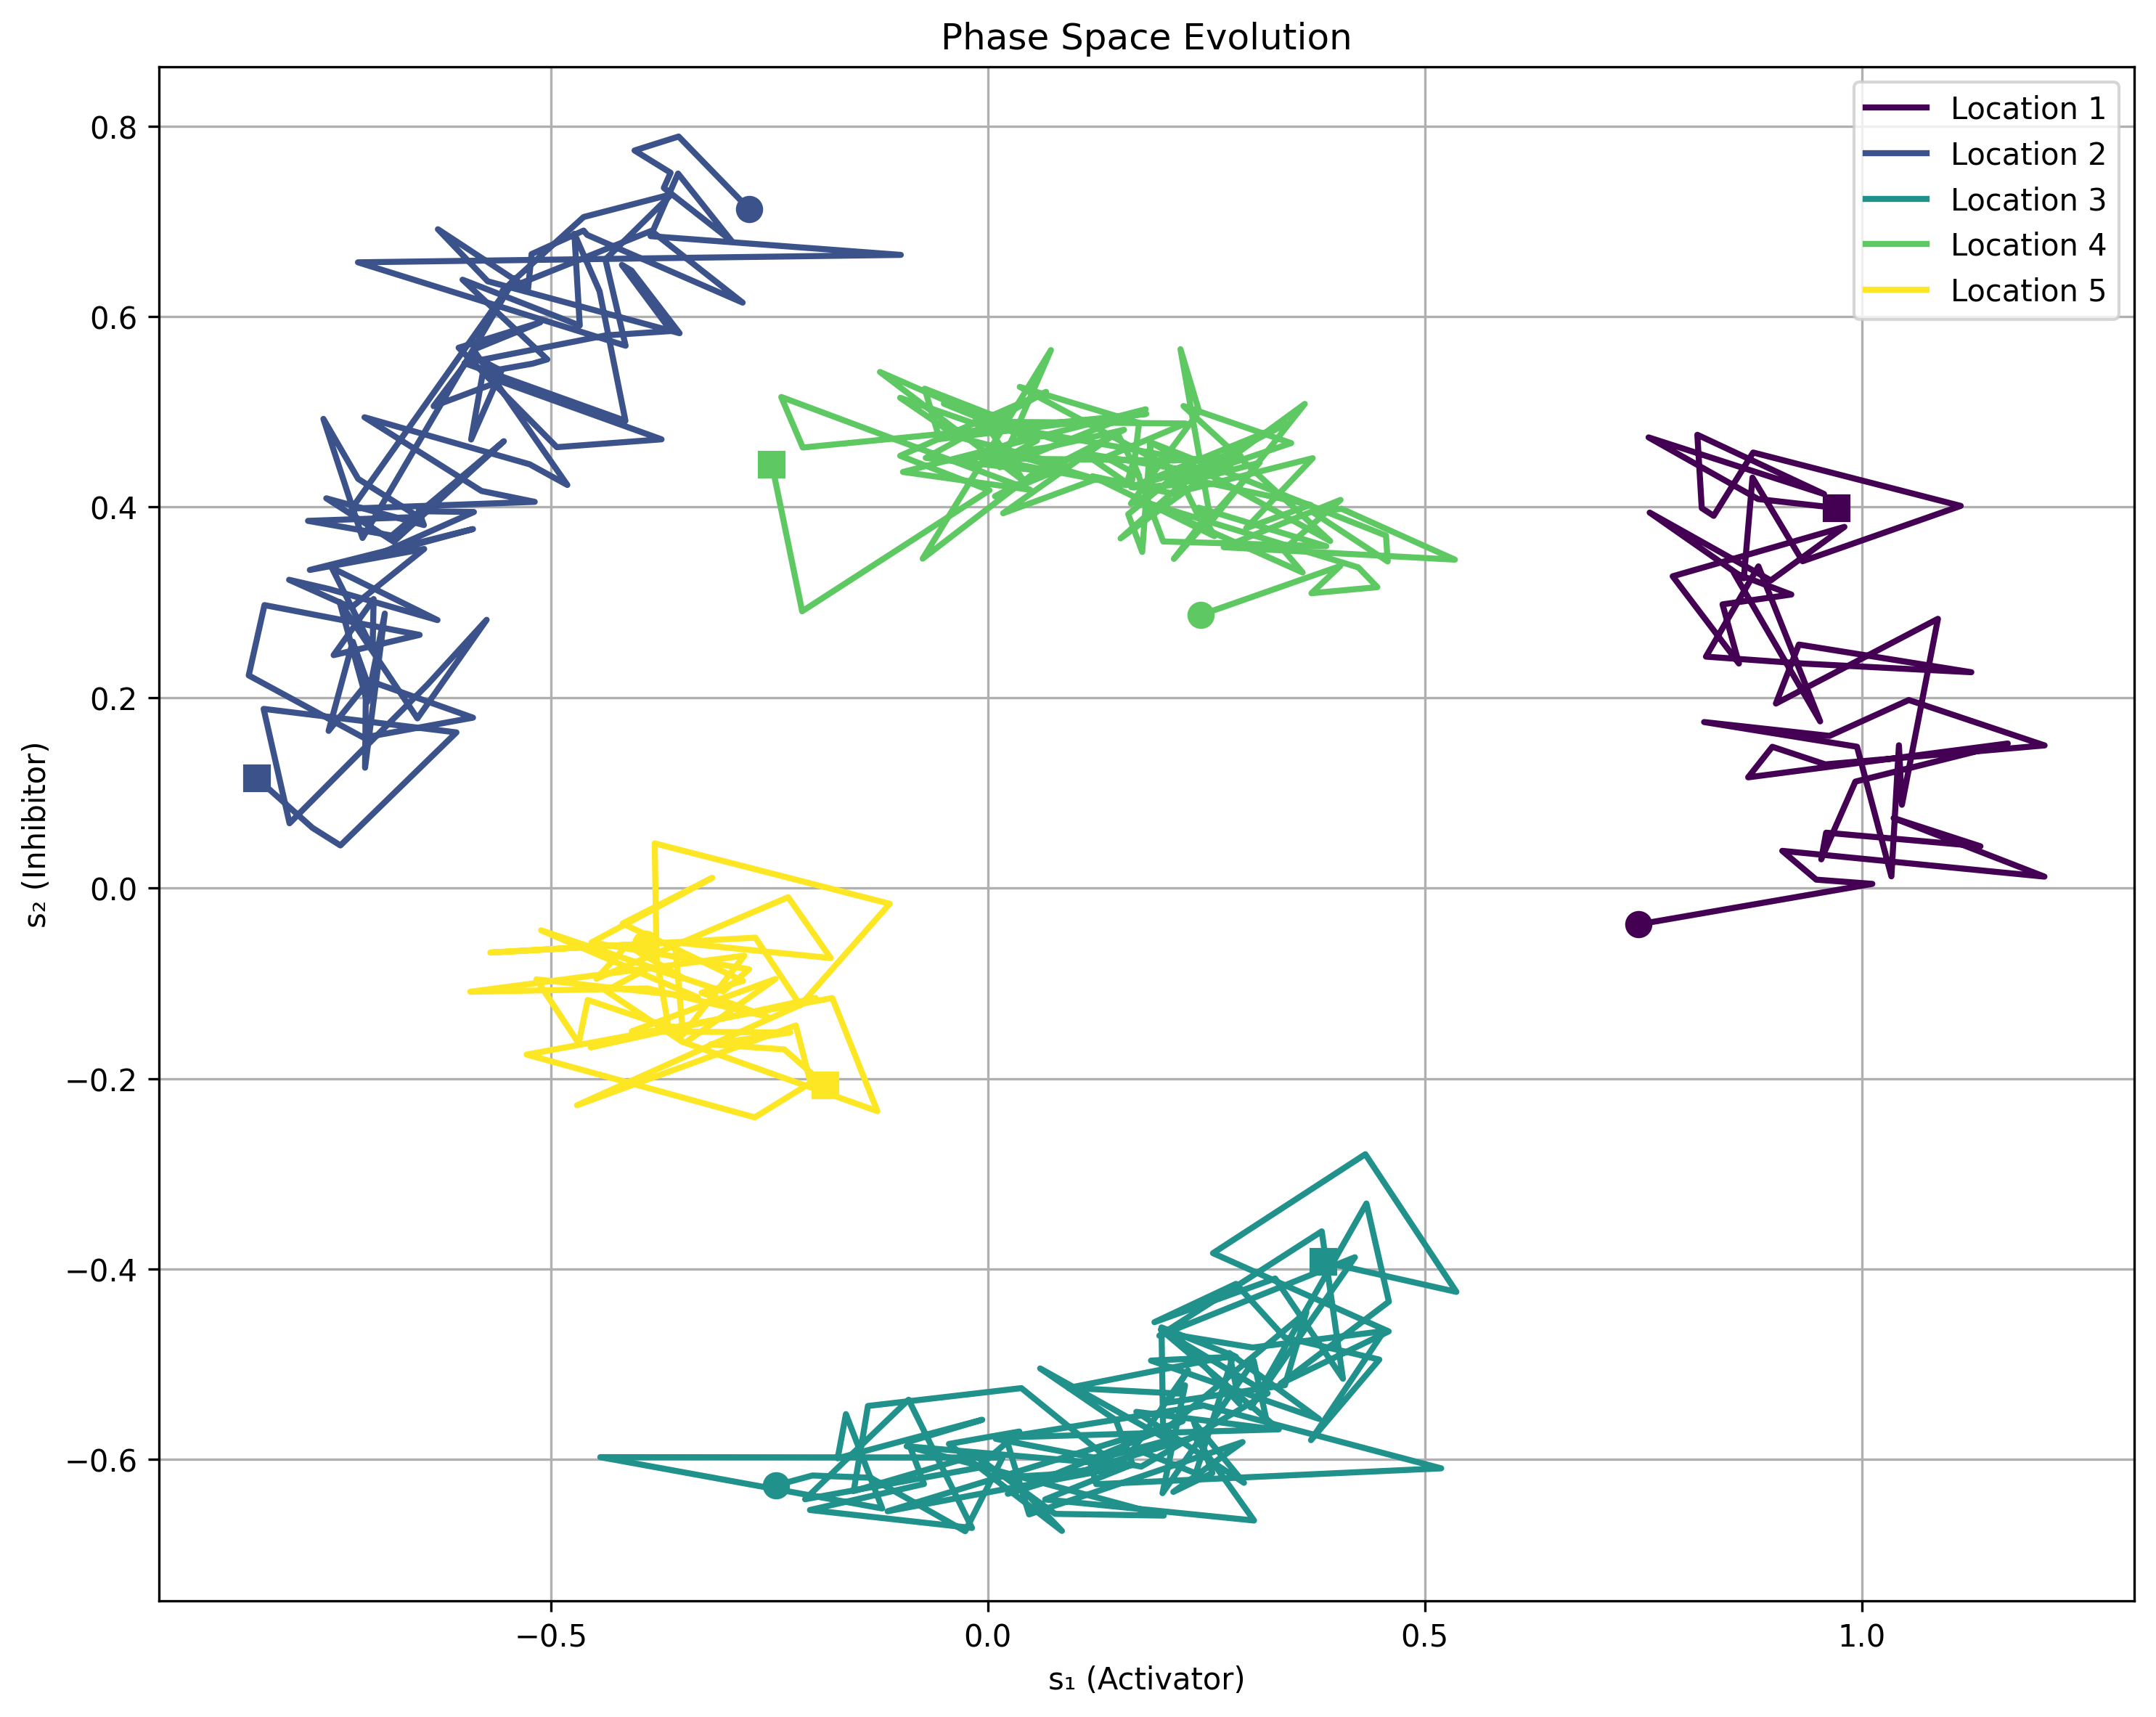 Phase Space Evolution
Location 1
Location 2
Location 3
Location 4
Location 5
0.8
0.6
0.4
0.2
0.0
−0.2
−0.4
−0.6
s₂ (Inhibitor)
−0.5
0.0
0.5
1.0
s₁ (Activator)